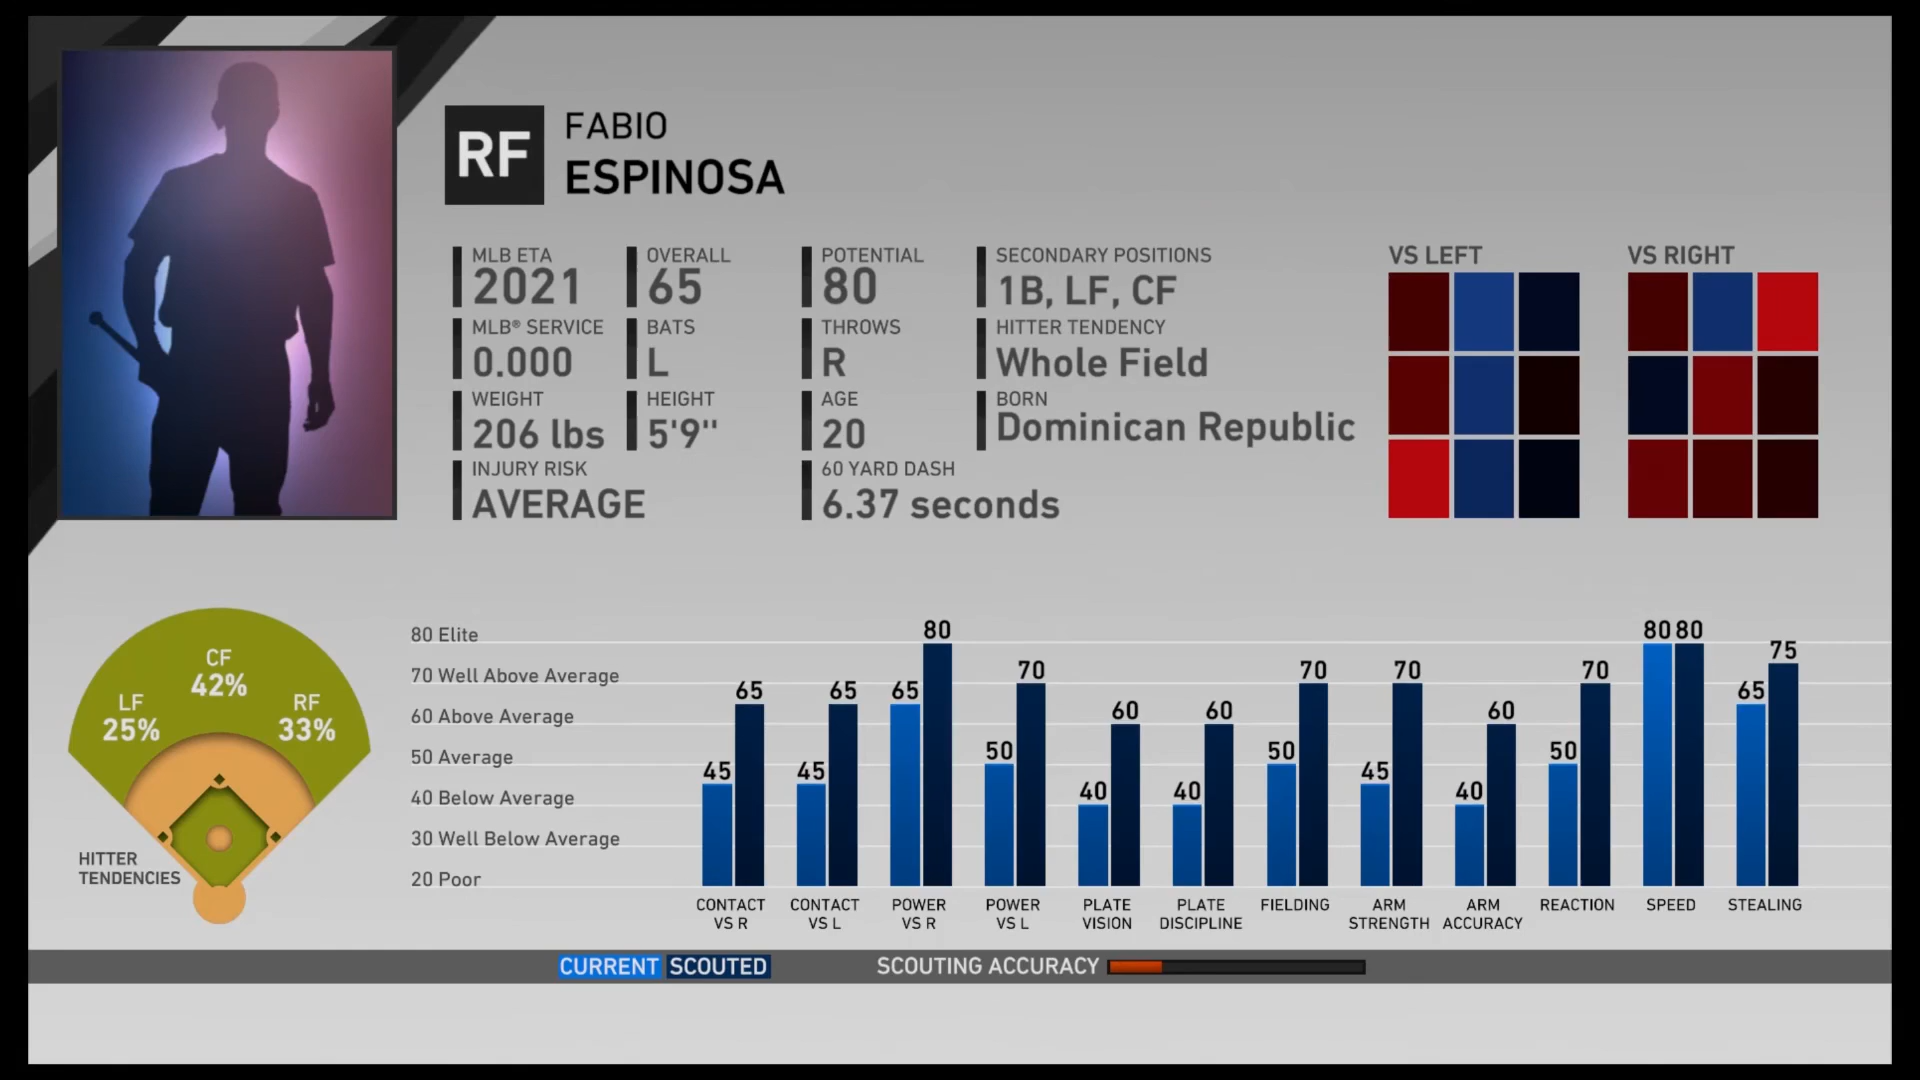 RF
FABIO
ESPINOSA
MLB ETA
2021
OVERALL
65
POTENTIAL
80
SECONDARY POSITIONS
1B, LF, CF
MLB® SERVICE
0.000
BATS
L
THROWS
R
HITTER TENDENCY
Whole Field
WEIGHT
206 lbs
HEIGHT
5'9"
AGE
20
BORN
Dominican Republic
INJURY RISK
AVERAGE
60 YARD DASH
6.37 seconds
VS LEFT
VS RIGHT
CF
42%
LF
25%
RF
33%
HITTER
TENDENCIES
80 Elite
70 Well Above Average
60 Above Average
50 Average
40 Below Average
30 Well Below Average
20 Poor
45 65
45 65
65 80
50 70
40 60
40 60
50 70
45 70
40 60
50 70
80 80
65 75
CONTACT
VS R
CONTACT
VS L
POWER
VS R
POWER
VS L
PLATE
VISION
PLATE
DISCIPLINE
FIELDING
ARM
STRENGTH
ARM
ACCURACY
REACTION
SPEED
STEALING
CURRENT SCOUTED
SCOUTING ACCURACY